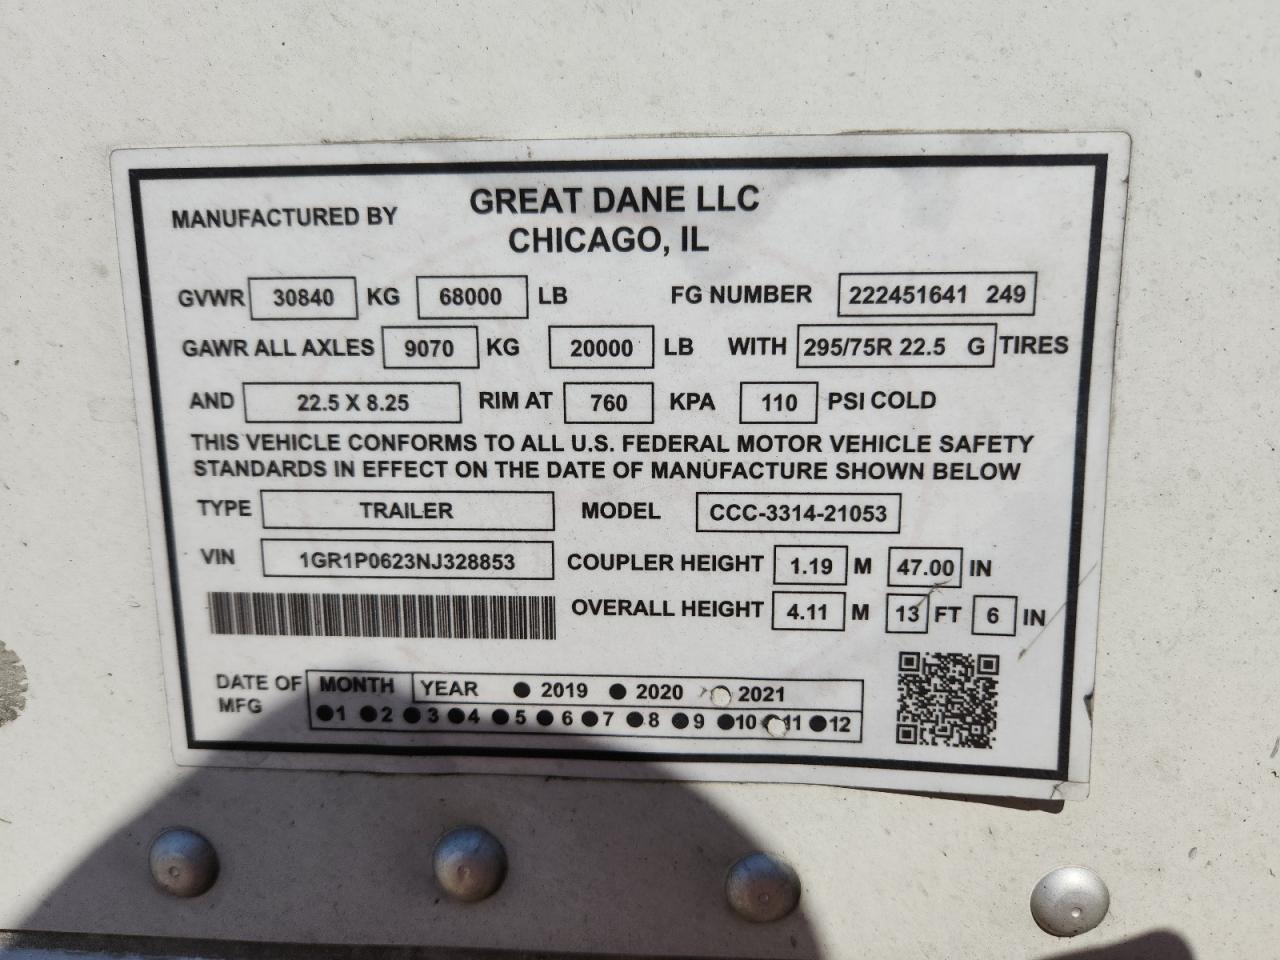 MANUFACTURED BY GREAT DANE LLC
CHICAGO, IL
GVWR 30840 KG 68000 LB FG NUMBER 222451641 249
GAWR ALL AXLES 9070 KG 20000 LB WITH 295/75R 22.5 G TIRES
AND 22.5 X 8.25 RIM AT 760 KPA 110 PSI COLD
THIS VEHICLE CONFORMS TO ALL U.S. FEDERAL MOTOR VEHICLE SAFETY
STANDARDS IN EFFECT ON THE DATE OF MANUFACTURE SHOWN BELOW
TYPE TRAILER MODEL CCC-3314-21053
VIN 1GR1P0623NJ328853 COUPLER HEIGHT 1.19 M 47.00 IN
OVERALL HEIGHT 4.11 M 13 FT 6 IN
DATE OF MFG MONTH YEAR 2019 2020 2021
1 2 3 4 5 6 7 8 9 10 11 12